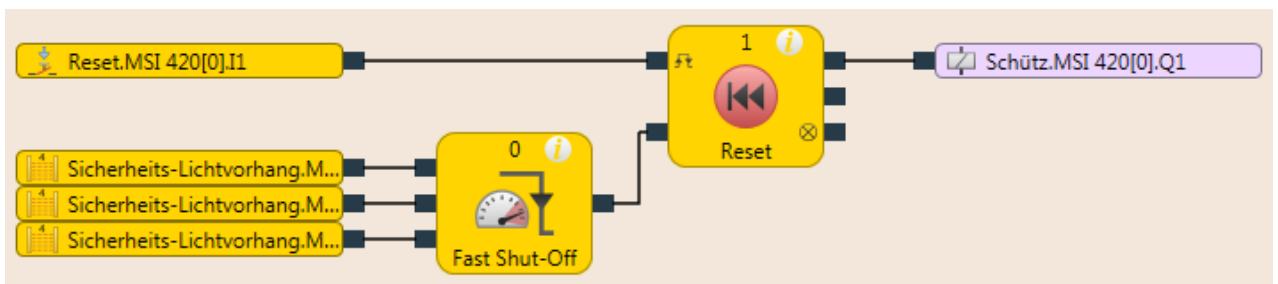 1
Reset.MSI 420[0].I1
Schütz.MSI 420[0].Q1
Reset
0
Sicherheits-Lichtvorhang.M...
Sicherheits-Lichtvorhang.M...
Sicherheits-Lichtvorhang.M...
Fast Shut-Off